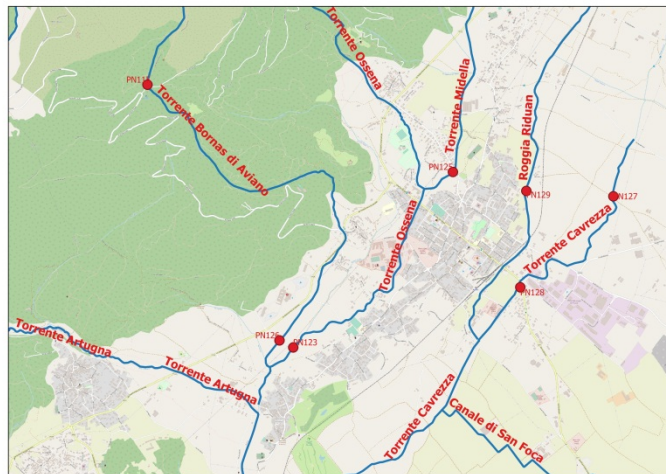 Torrente Ossena
PN11
Torrente Bornas di Aviano
Torrente Midella
Roggia Riduan
PN125
PN129
PN127
Torrente Cavrezza
Torrente Ossena
PN128
PN126
PN123
Torrente Artugna
Torrente Artugna
Torrente Cavrezza
Canale di San Foca